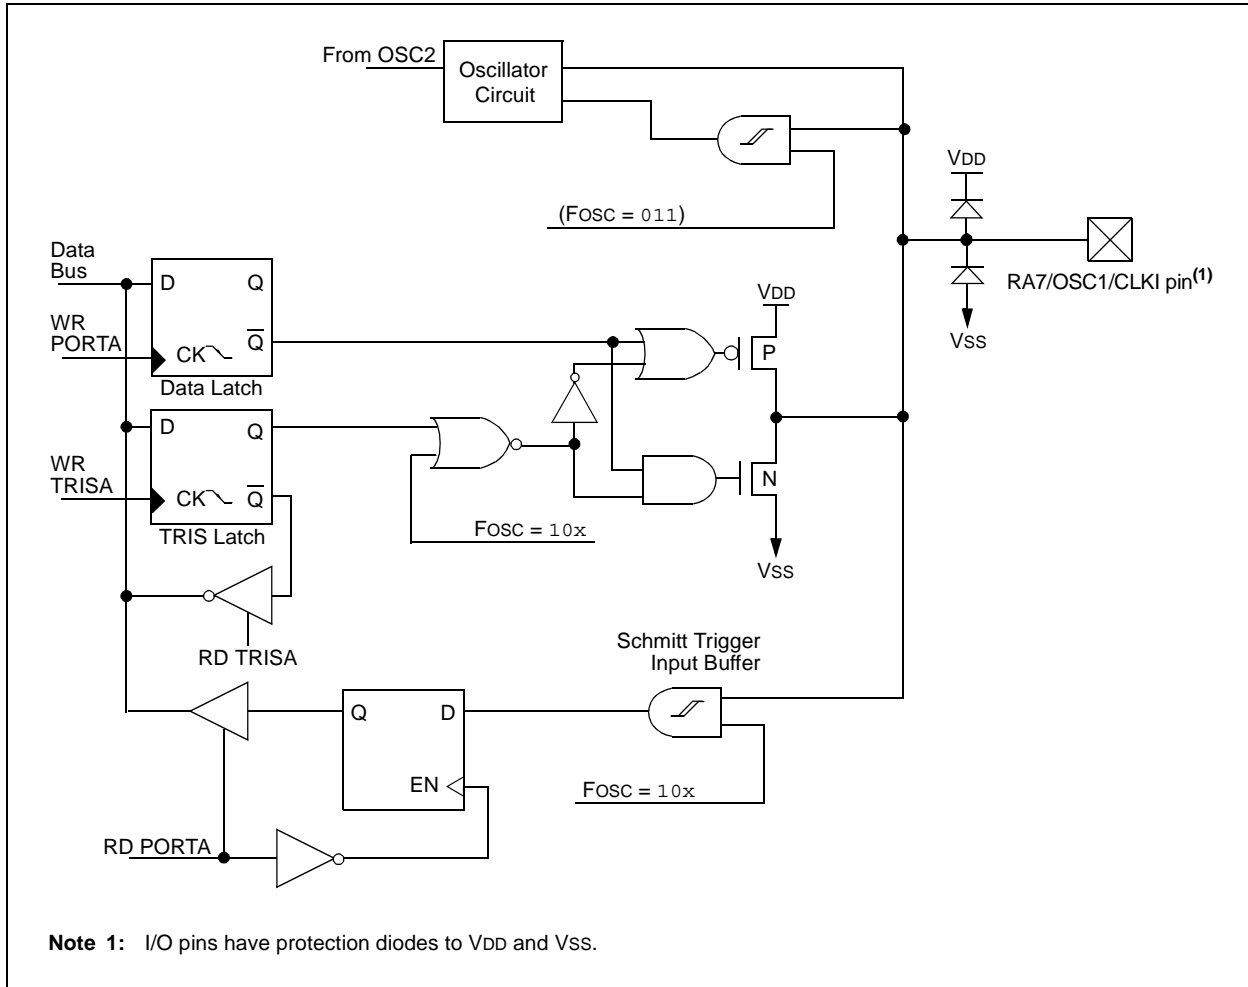 From OSC2
Oscillator
Circuit
(FOSC = 011)
VDD
RA7/OSC1/CLKI pin(1)
VSS
Data
Bus
D
Q
WR
PORTA
CK
Q
Data Latch
VDD
P
D
Q
WR
TRISA
CK
Q
TRIS Latch
N
FOSC = 10x
VSS
RD TRISA
Schmitt Trigger
Input Buffer
Q
D
EN
FOSC = 10x
RD PORTA
Note 1: I/O pins have protection diodes to VDD and VSS.